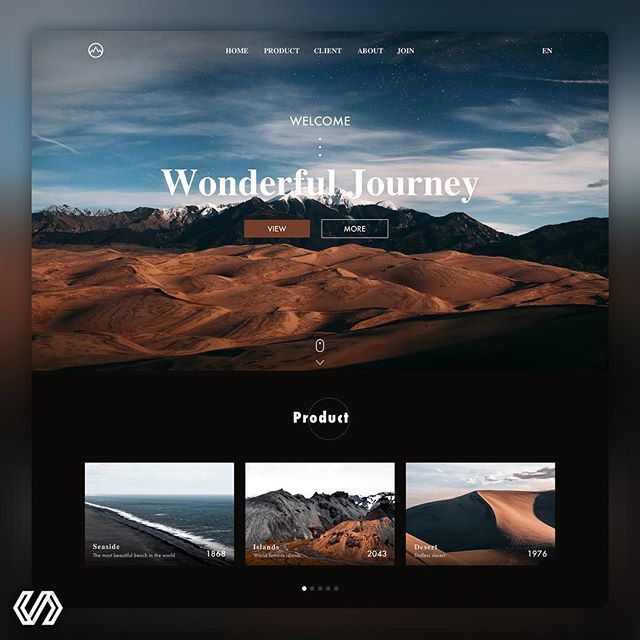 HOME PRODUCT CLIENT ABOUT JOIN EN
WELCOME
Wonderful Journey
VIEW MORE
Product
Seaside
The most beautiful beach in the world
1868
Islands
World famous islands
2043
Desert
Endless desert
1976